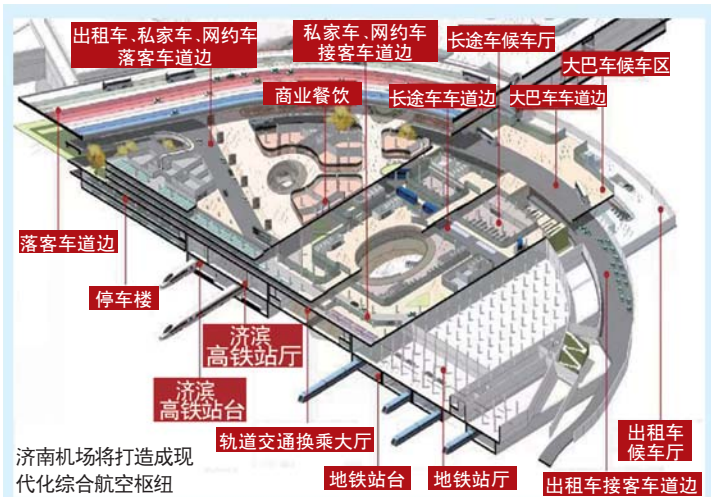 出租车、私家车、网约车
落客车道边
私家车、网约车
接客车道边
长途车候车厅
大巴车候车区
商业餐饮
长途车车道边
大巴车车道边
落客车道边
停车楼
济滨
高铁站厅
济滨
高铁站台
轨道交通换乘大厅
地铁站台
地铁站厅
出租车
候车厅
出租车接客车道边
济南机场将打造成现
代化综合航空枢纽